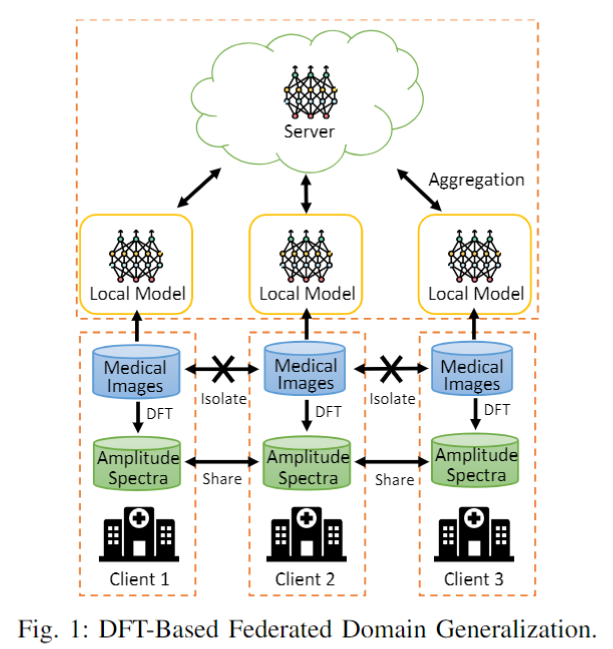 Server
Aggregation
Local Model
Local Model
Local Model
Medical
Images
Isolate
Medical
Images
Isolate
Medical
Images
DFT
DFT
DFT
Amplitude
Spectra
Share
Amplitude
Spectra
Share
Amplitude
Spectra
Client 1
Client 2
Client 3
Fig. 1: DFT-Based Federated Domain Generalization.